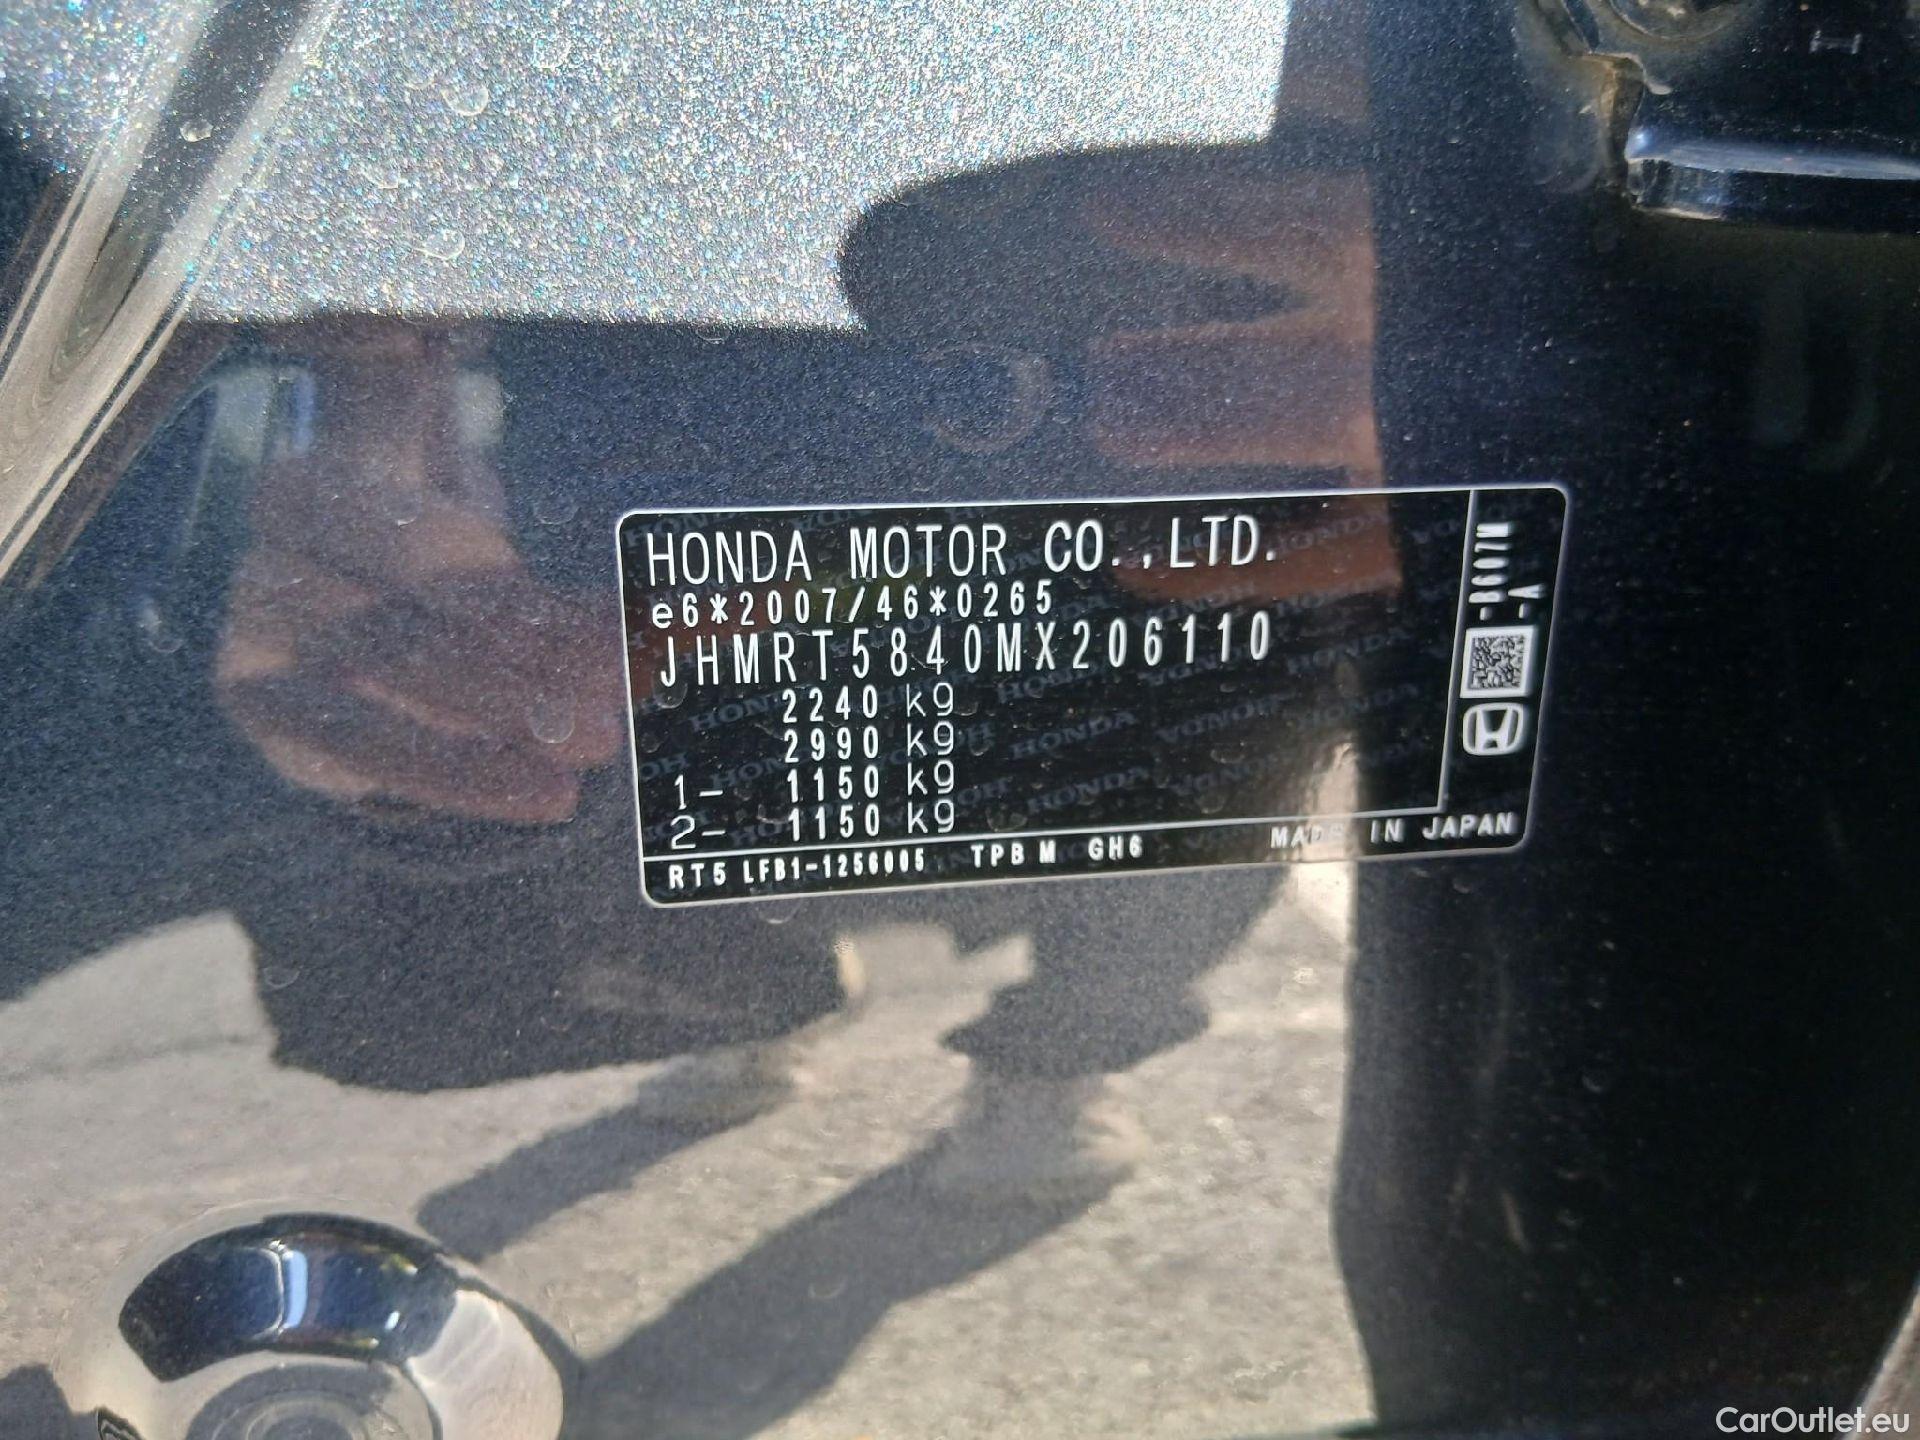 HONDA MOTOR CO.,LTD.
e6*2007/46*0265
JHMRT5840MX206110
2240 kg
2990 kg
1- 1150 kg
2- 1150 kg
RT5 LFB1-1256005 TPB M GH6 MADE IN JAPAN
-B607M
V-
CarOutlet.eu